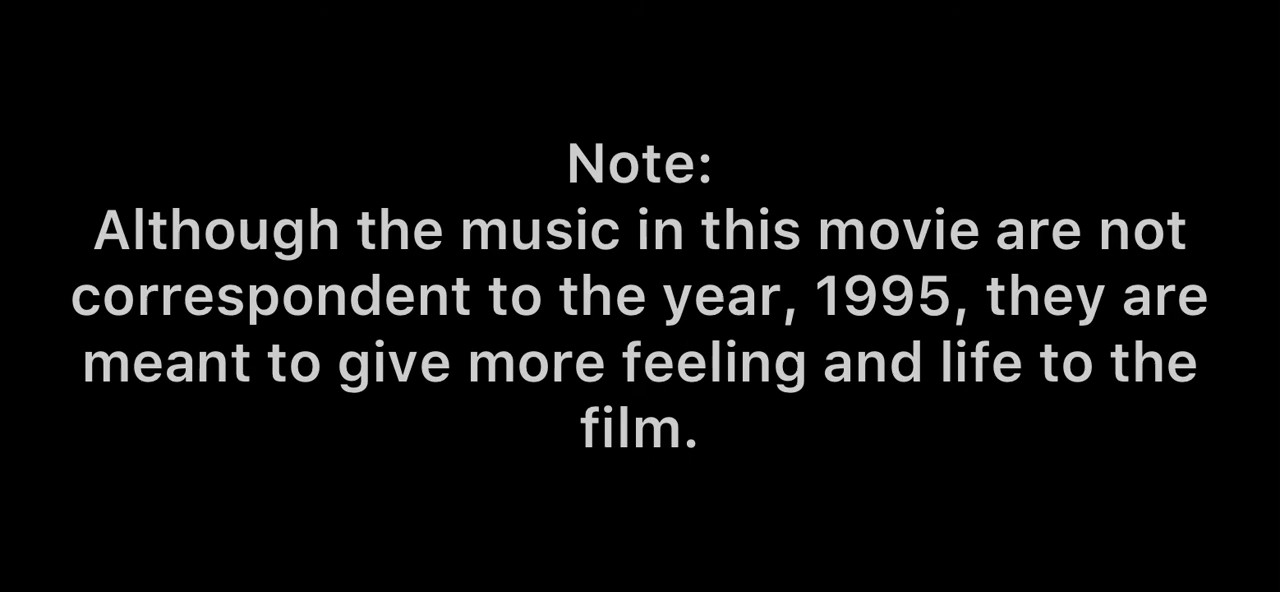 Note:
Although the music in this movie are not
correspondent to the year, 1995, they are
meant to give more feeling and life to the
film.